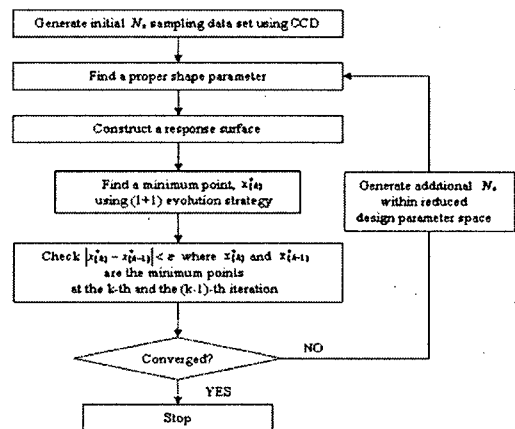 Generate initial Nₛ sampling data set using CCD
Find a proper shape parameter
Construct a response surface
Find a minimum point, x*[k]
using (1+1) evolution strategy
Generate additional Nₛ
within reduced
design parameter
space
Check |x*[k] − x*[k-1]| < ε where x*[k] and x*[k-1]
are the minimum points
at the k-th and the (k-1)-th iteration
Converged?
NO
YES
Stop